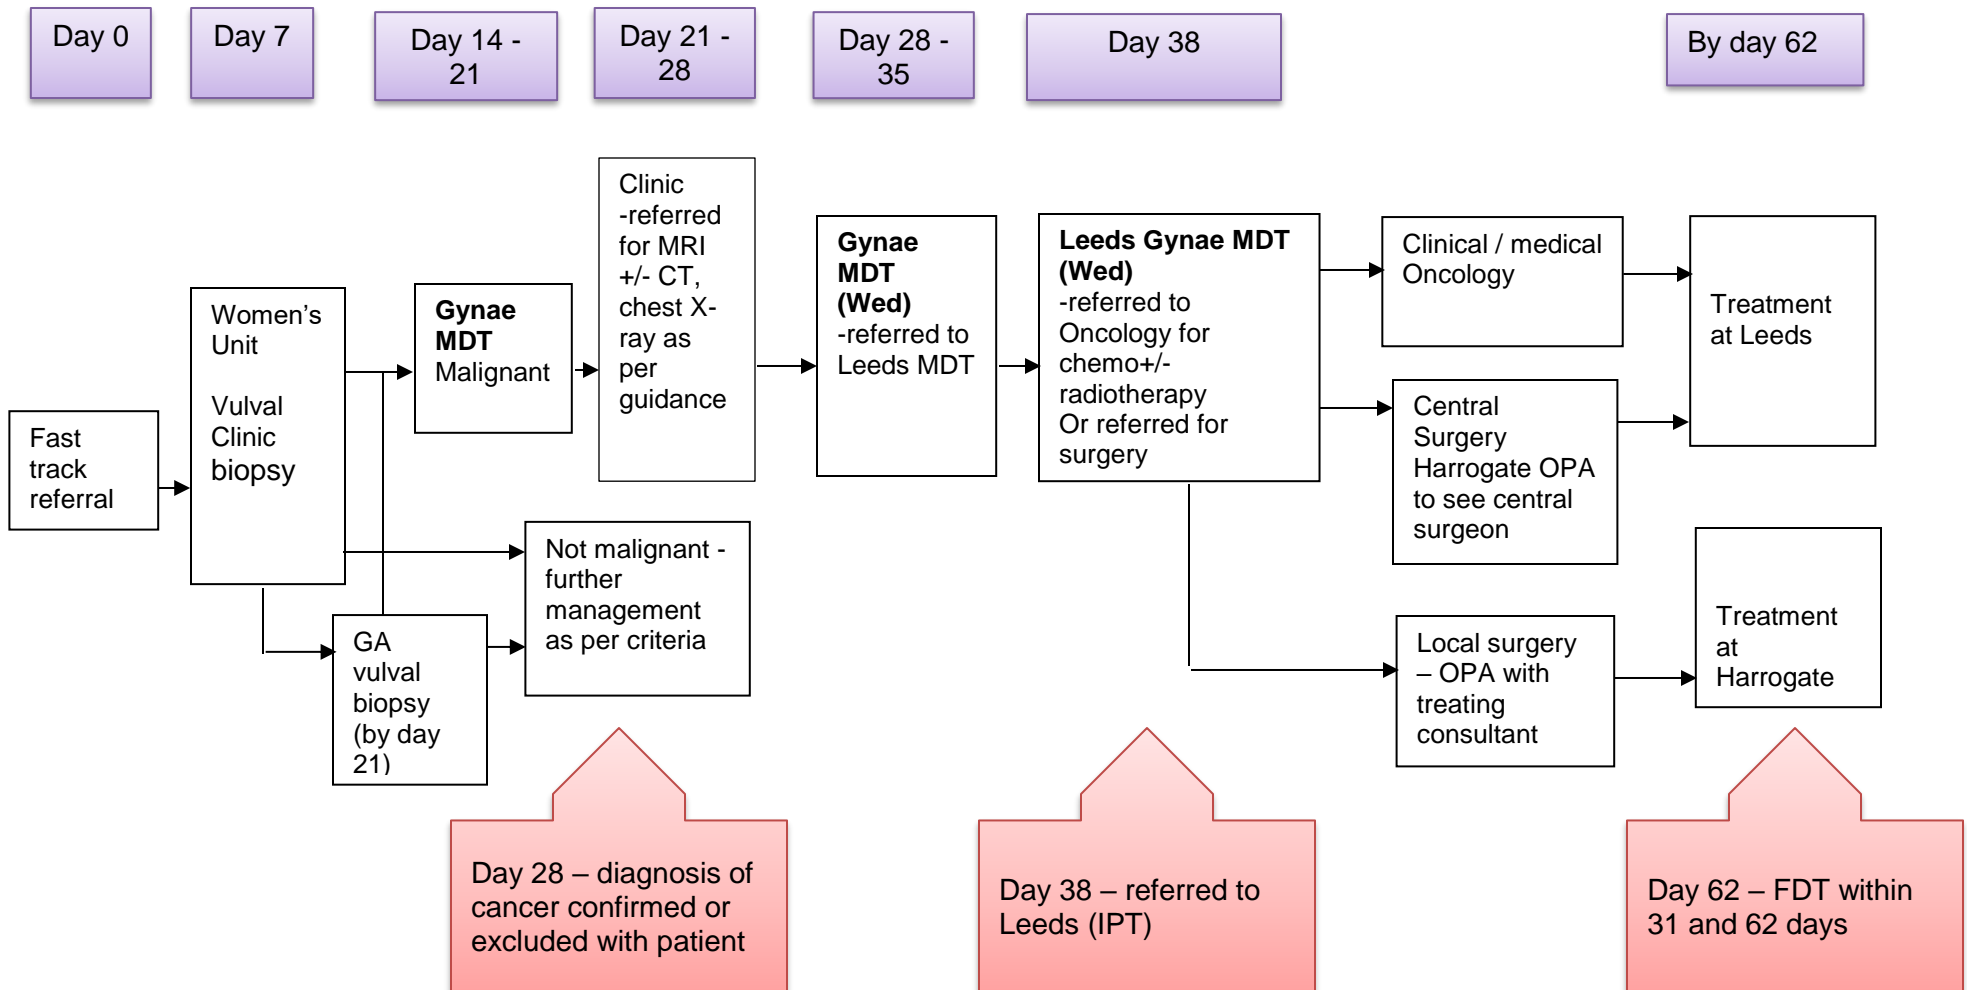 Day 0
Day 7
Day 14 -
21
Day 21 -
28
Day 28 -
35
Day 38
By day 62
Fast
track
referral
Women’s
Unit
Vulval
Clinic
biopsy
GA
vulval
biopsy
(by day
21)
Gynae
MDT
Malignant
Not malignant -
further
management
as per criteria
Clinic
-referred
for MRI
+/- CT,
chest X-
ray as
per
guidance
Gynae
MDT
(Wed)
-referred to
Leeds MDT
Leeds Gynae MDT
(Wed)
-referred to
Oncology for
chemo+/-
radiotherapy
Or referred for
surgery
Clinical / medical
Oncology
Central
Surgery
Harrogate OPA
to see central
surgeon
Local surgery
– OPA with
treating
consultant
Treatment
at Leeds
Treatment
at
Harrogate
Day 28 – diagnosis of
cancer confirmed or
excluded with patient
Day 38 – referred to
Leeds (IPT)
Day 62 – FDT within
31 and 62 days